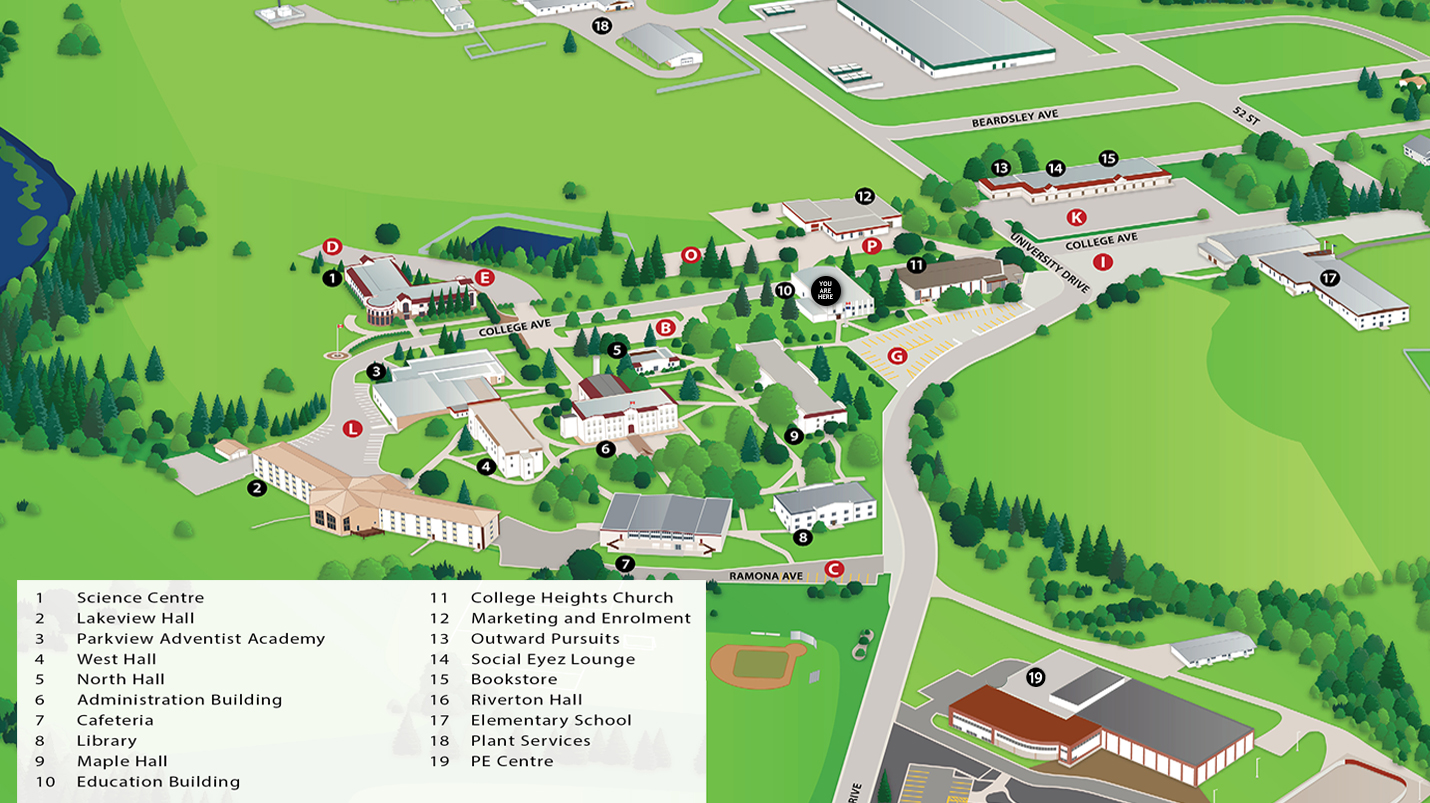 18
BEARDSLEY AVE
52 ST
13
14
15
12
K
D
O
P
COLLEGE AVE
UNIVERSITY DRIVE
I
1
E
11
17
10
YOU
ARE
HERE
COLLEGE AVE
B
5
G
3
L
9
6
4
2
8
7
RAMONA AVE
C
19
RIVE
1 Science Centre
2 Lakeview Hall
3 Parkview Adventist Academy
4 West Hall
5 North Hall
6 Administration Building
7 Cafeteria
8 Library
9 Maple Hall
10 Education Building
11 College Heights Church
12 Marketing and Enrolment
13 Outward Pursuits
14 Social Eyez Lounge
15 Bookstore
16 Riverton Hall
17 Elementary School
18 Plant Services
19 PE Centre